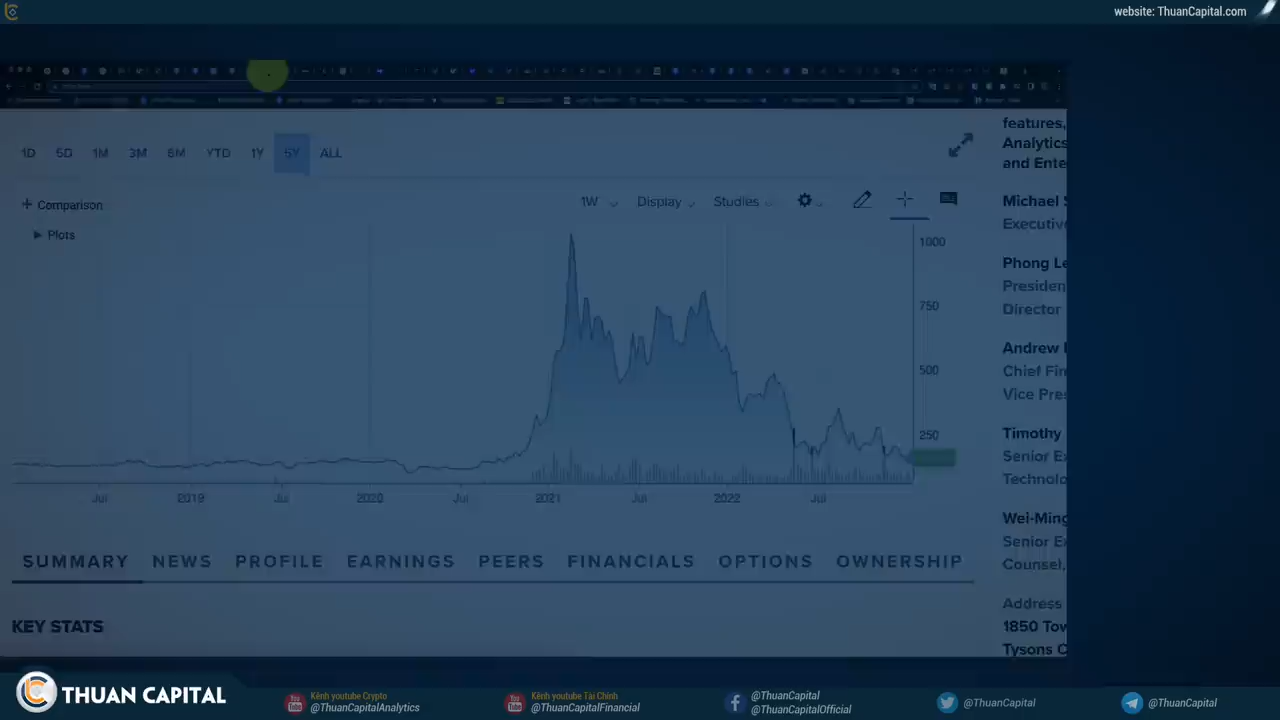 website: ThuanCapital.com
1D 5D 1M 3M 6M YTD 1Y 5Y ALL
+ Comparison
1W Display Studies
Plots
1000
750
500
250
Jul 2019 Jul 2020 Jul 2021 Jul 2022 Jul
features,
Analytics
and Ente
Michael S
Executiv
Phong Le
Presiden
Director
Andrew
Chief Fin
Vice Pres
Timothy
Senior Ex
Technolo
Wei-Ming
Senior Ex
Counsel,
Address
1850 Tow
Tysons C
SUMMARY NEWS PROFILE EARNINGS PEERS FINANCIALS OPTIONS OWNERSHIP
KEY STATS
THUAN CAPITAL
Kênh youtube Crypto
@ThuanCapitalAnalytics
Kênh youtube Tài Chính
@ThuanCapitalFinancial
@ThuanCapital
@ThuanCapitalOfficial
@ThuanCapital
@ThuanCapital